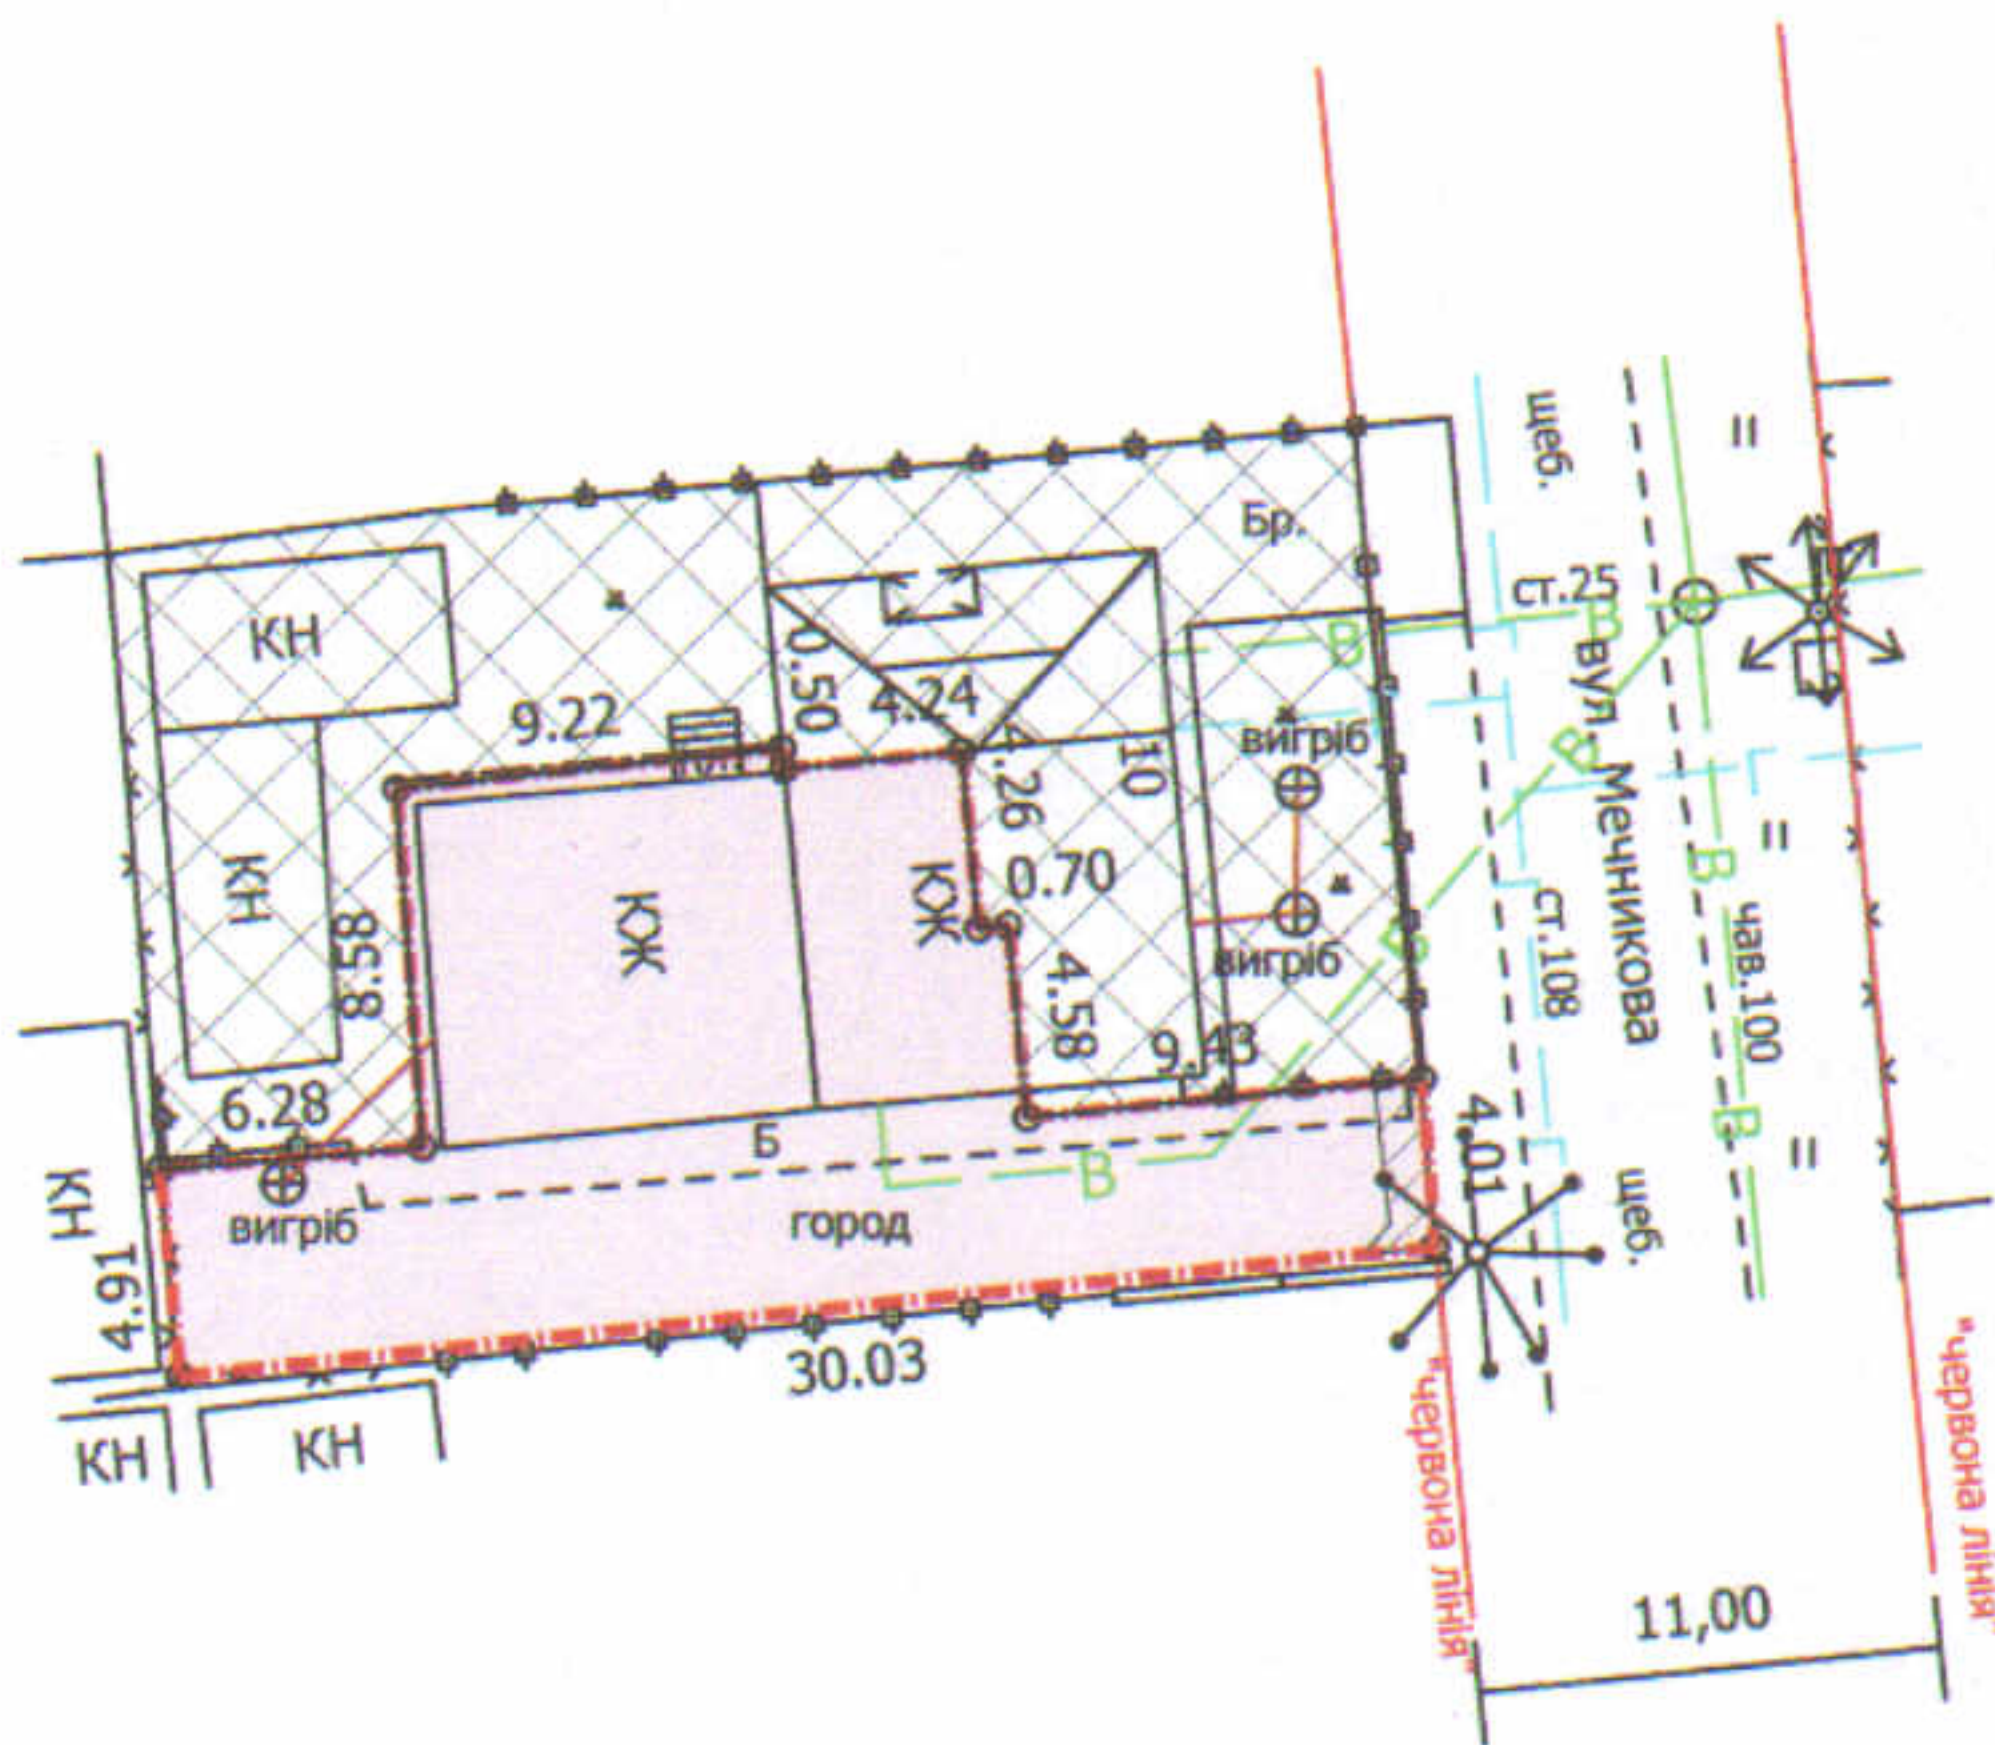 щеб.
Бр.
ст.25
В
В
КН
0.50
9.22
4.24
вул. Мечникова
вигріб
10
4.26
В
КН
КЖ
КЖ
0.70
8.58
вигріб
4.58
В
ст.108
В
чав.100
9.43
6.28
Б
В
4.01
В
КН
вигріб
город
щеб.
4.91
30.03
КН
КН
"червона лінія"
"червона лінія"
11,00